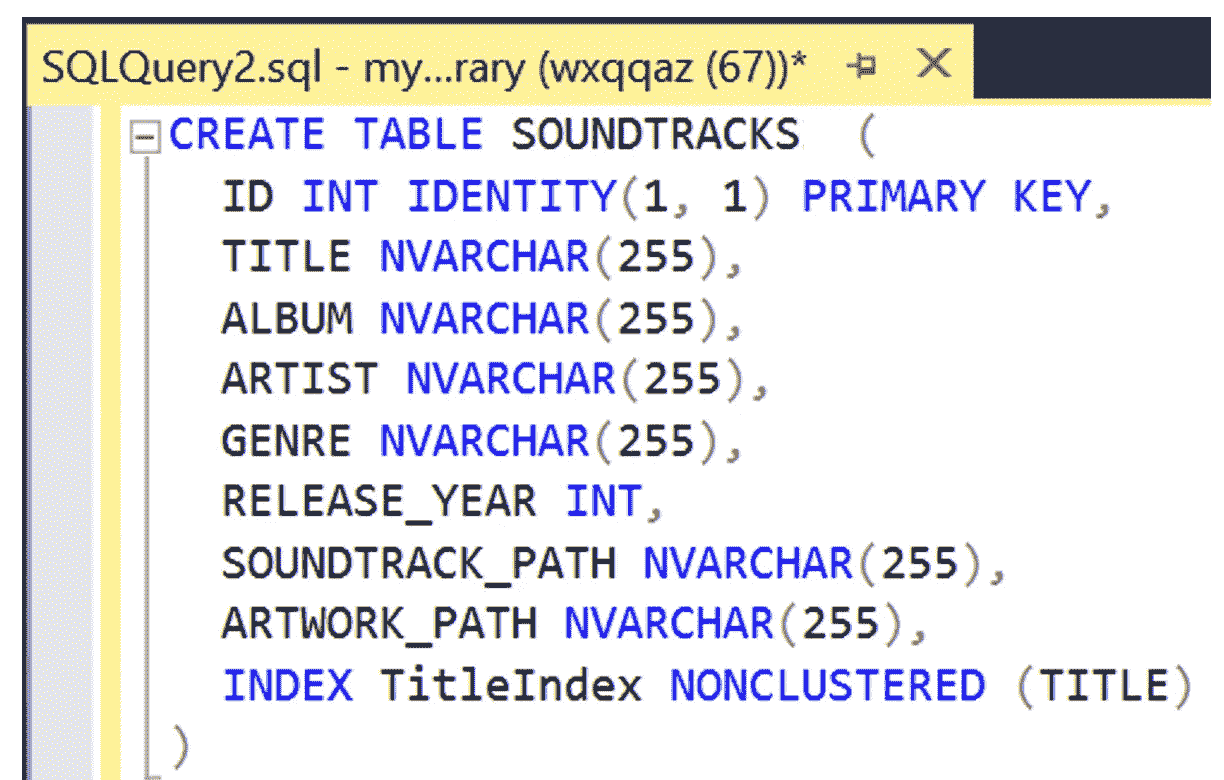 SQLQuery2.sql - my...rary (wxqqaz (67))*
CREATE TABLE SOUNDTRACKS (
ID INT IDENTITY(1, 1) PRIMARY KEY,
TITLE NVARCHAR(255),
ALBUM NVARCHAR(255),
ARTIST NVARCHAR(255),
GENRE NVARCHAR(255),
RELEASE_YEAR INT,
SOUNDTRACK_PATH NVARCHAR(255),
ARTWORK_PATH NVARCHAR(255),
INDEX TitleIndex NONCLUSTERED (TITLE)
)